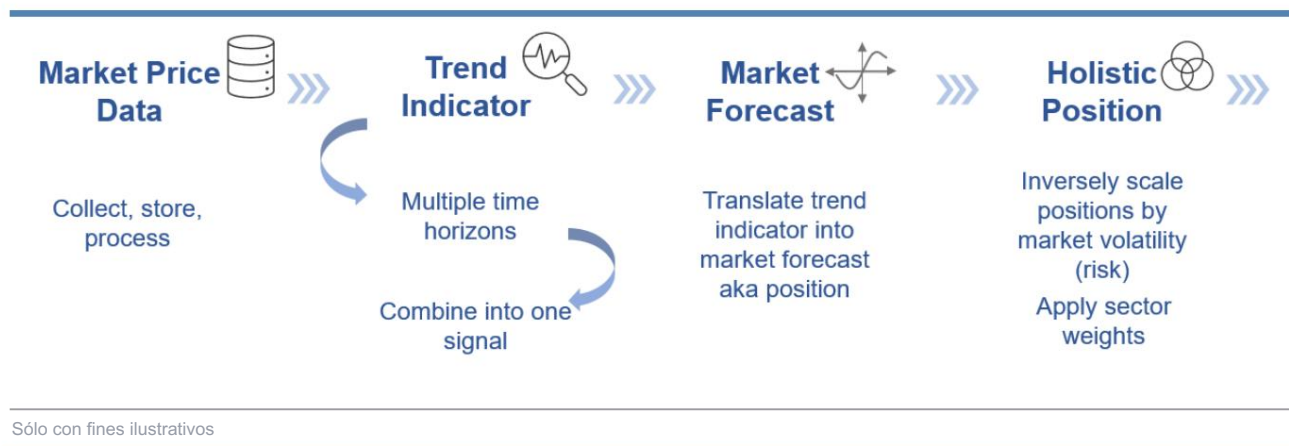 Market Price
Data
Collect, store,
process
Trend
Indicator
Multiple time
horizons
Combine into one
signal
Market
Forecast
Translate trend
indicator into
market forecast
aka position
Holistic
Position
Inversely scale
positions by
market volatility
(risk)
Apply sector
weights
Sólo con fines ilustrativos